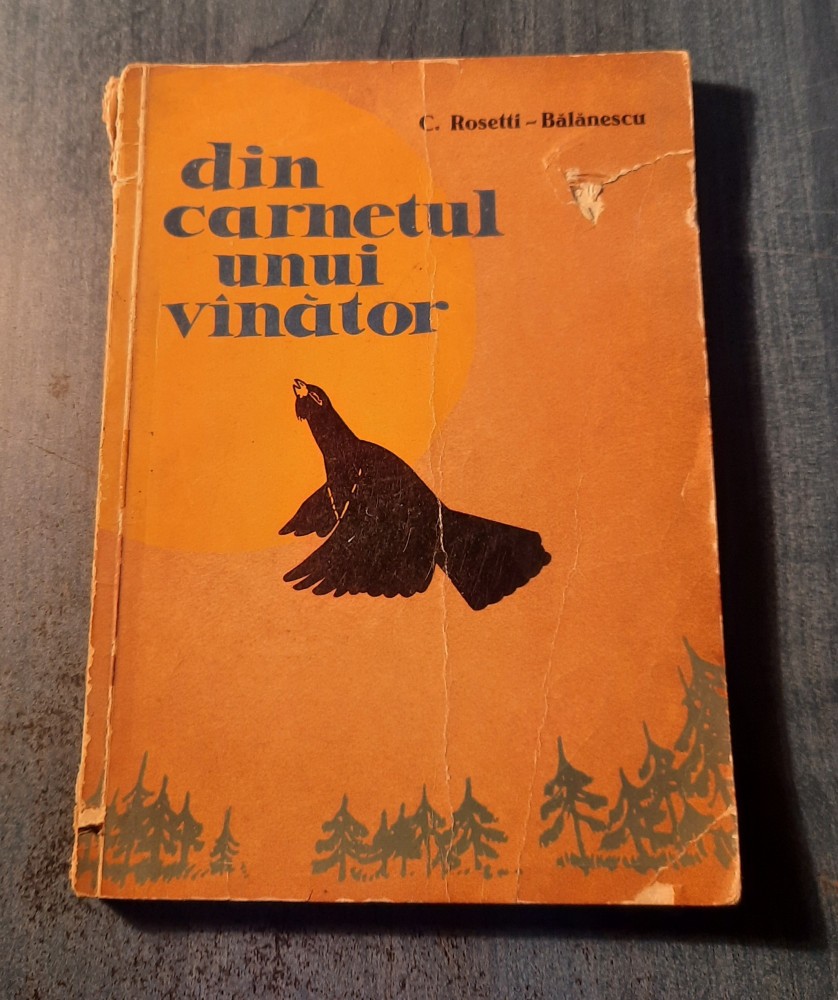 C. Rosetti - Bălănescu
din
carnetul
unui
vînător